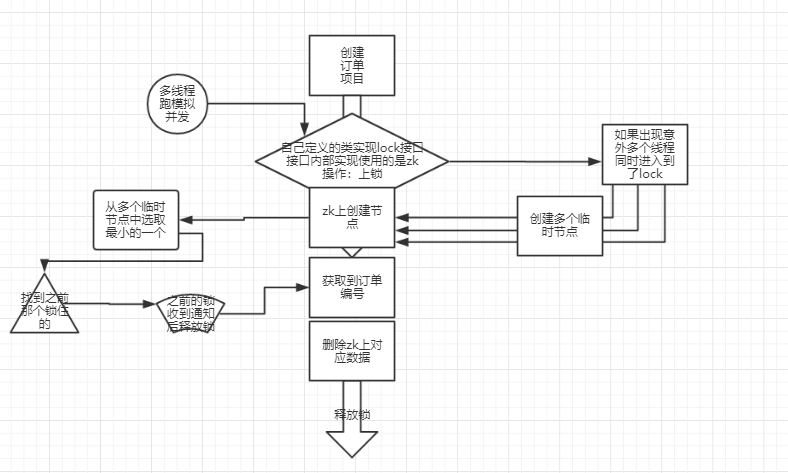 创建
订单
项目
多线程
跑模拟
并发
自己定义的类实现lock接口
接口内部实现使用的是zk
操作：上锁
如果出现意
外多个线程
同时进入到
了lock
从多个临时
节点中选取
最小的一个
zk上创建节
点
创建多个临
时节点
找到之前
那个锁住
的
之前的锁
收到通知
后释放锁
获取到订单
编号
删除zk上对
应数据
释放锁